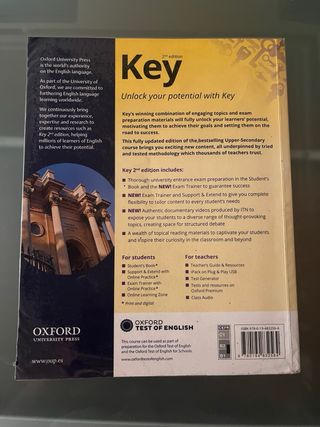 Oxford University Press
is the world's authority
on the English language.
As part of the University of
Oxford, we are committed to
furthering English language
learning worldwide.
We continuously bring
together our experience,
expertise and research to
create resources such as
Key 2nd edition, helping
millions of learners of English
to achieve their potential.
OXFORD
UNIVERSITY PRESS
www.oup.es
2nd edition
Key
Unlock your potential with Key
Key's winning combination of engaging topics and exam
preparation materials will fully unlock your learners' potential,
motivating them to achieve their goals and setting them on the
road to success.
This fully updated edition of the bestselling Upper-Secondary
course brings you exciting new content, all underpinned by tried
and tested methodology which thousands of teachers trust.
Key 2nd edition includes:
Thorough university entrance exam preparation in the Student's
Book and the NEW! Exam Trainer to guarantee success
NEW! Exam Trainer and Support & Extend to give you complete
flexibility to tailor content to every student's needs
NEW! Authentic documentary videos produced by ITN to
expose your students to a diverse range of thought-provoking
topics, creating space for structured debate
A wealth of topical reading materials to captivate your students
and inspire their curiosity in the classroom and beyond
For students
Student's Book*
Support & Extend with
Online Practice*
Exam Trainer with
Online Practice*
Online Learning Zone
* Print and digital
For teachers
Teacher's Guide & Resources
iPack on Plug & Play USB
Test Generator
Tests and resources on
Oxford Premium
Class Audio
OXFORD
TEST OF ENGLISH
This course can be used as part of
preparation for the Oxford Test of English
and the Oxford Test of English for Schools.
www.oxfordtestofenglish.com